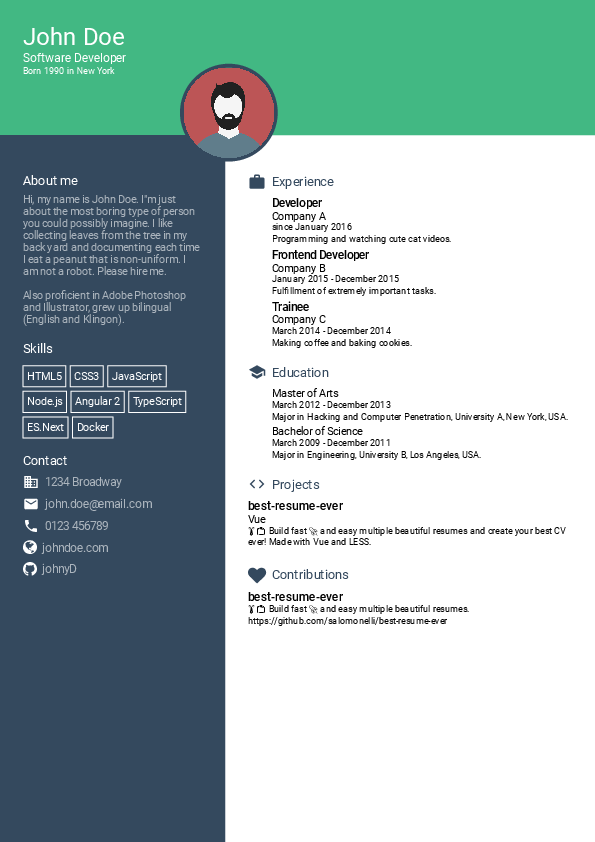 John Doe
Software Developer
Born 1990 in New York
About me
Hi, my name is John Doe. I'm just
about the most boring type of person
you could possibly imagine. I like
collecting leaves from the tree in my
backyard and documenting each time
I eat a peanut that is non-uniform. I
am not a robot. Please hire me.
Also proficient in Adobe Photoshop
and Illustrator, grew up bilingual
(English and Klingon).
Skills
HTML5 CSS3 JavaScript
Node.js Angular 2 TypeScript
ES.Next Docker
Contact
1234 Broadway
john.doe@email.com
0123 456789
johndoe.com
johnyD
Experience
Developer
Company A
since January 2016
Programming and watching cute cat videos.
Frontend Developer
Company B
January 2015 - December 2015
Fulfillment of extremely important tasks.
Trainee
Company C
March 2014 - December 2014
Making coffee and baking cookies.
Education
Master of Arts
March 2012 - December 2013
Major in Hacking and Computer Penetration, University A, New York, USA.
Bachelor of Science
March 2009 - December 2011
Major in Engineering, University B, Los Angeles, USA.
Projects
best-resume-ever
Vue
👔 💼 Build fast 🚀 and easy multiple beautiful resumes and create your best CV
ever! Made with Vue and LESS.
Contributions
best-resume-ever
👔 💼 Build fast 🚀 and easy multiple beautiful resumes.
https://github.com/salomonelli/best-resume-ever